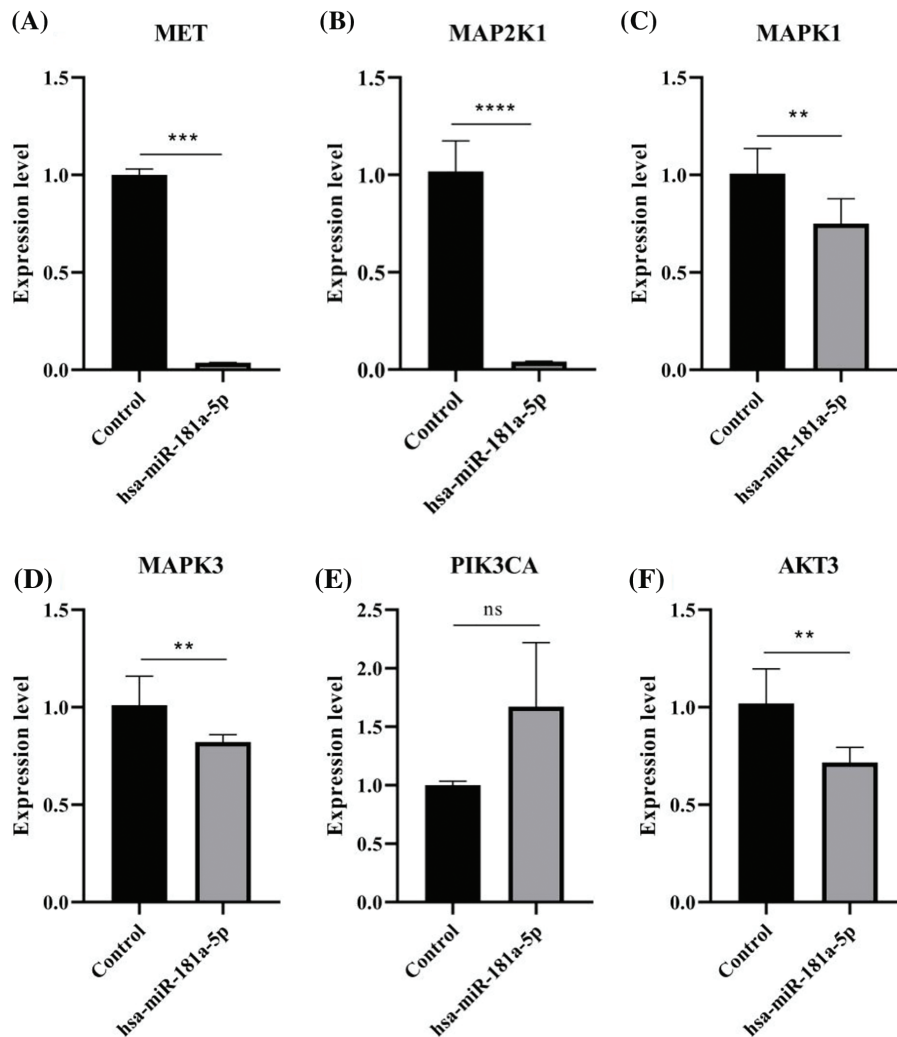 (A)
MET
Expression level
1.5
1.0
0.5
0.0
***
Control
hsa-miR-181a-5p
(B)
MAP2K1
Expression level
1.5
1.0
0.5
0.0
****
Control
hsa-miR-181a-5p
(C)
MAPK1
Expression level
1.5
1.0
0.5
0.0
**
Control
hsa-miR-181a-5p
(D)
MAPK3
Expression level
1.5
1.0
0.5
0.0
**
Control
hsa-miR-181a-5p
(E)
PIK3CA
Expression level
2.5
2.0
1.5
1.0
0.5
0.0
ns
Control
hsa-miR-181a-5p
(F)
AKT3
Expression level
1.5
1.0
0.5
0.0
**
Control
hsa-miR-181a-5p